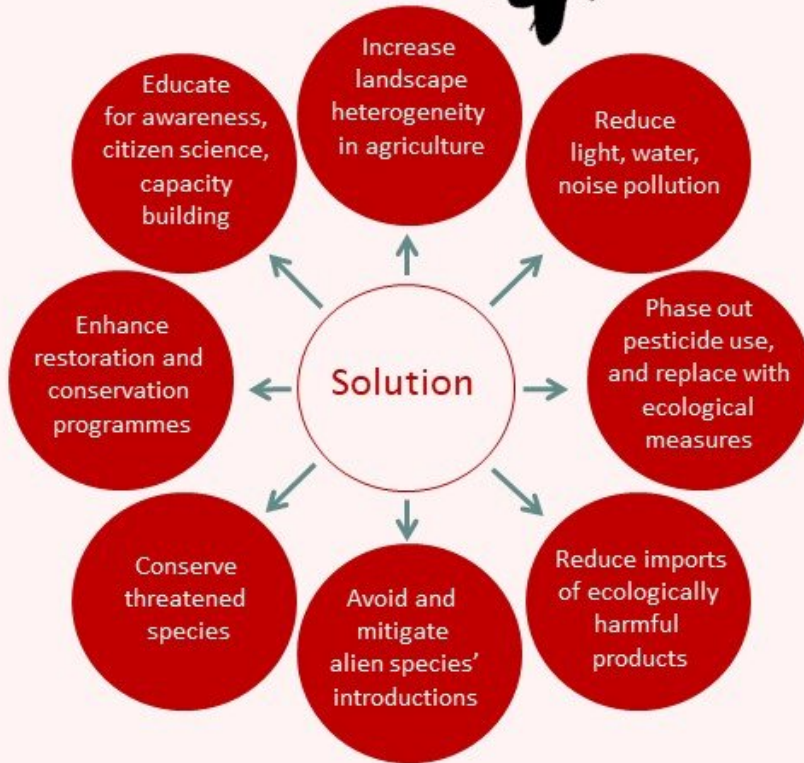 Increase
landscape
heterogeneity
in agriculture
Reduce
light, water,
noise pollution
Phase out
pesticide use,
and replace with
ecological
measures
Reduce imports
of ecologically
harmful
products
Avoid and
mitigate
alien species’
introductions
Conserve
threatened
species
Enhance
restoration and
conservation
programmes
Educate
for awareness,
citizen science,
capacity
building
Solution